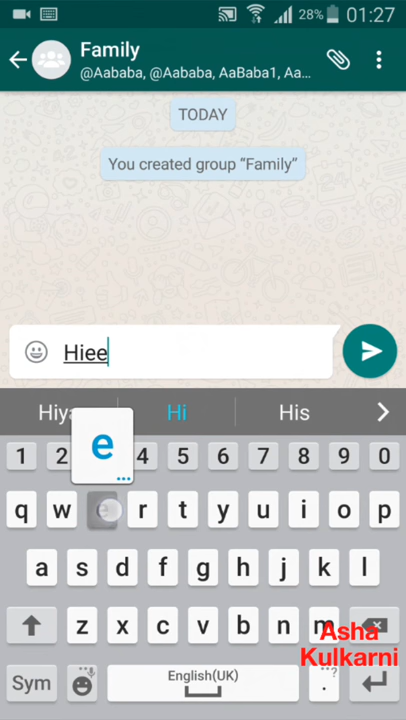 28% 01:27
Family
@Aababa, @Aababa, AaBaba1, Aa...
TODAY
You created group “Family”
Hiee
Hi His
e
...
1 2 4 5 6 7 8 9 0
q w r t y u i o p
a s d f g h j k l
z x c v b n m
Asha
Kulkarni
Sym English(UK) .